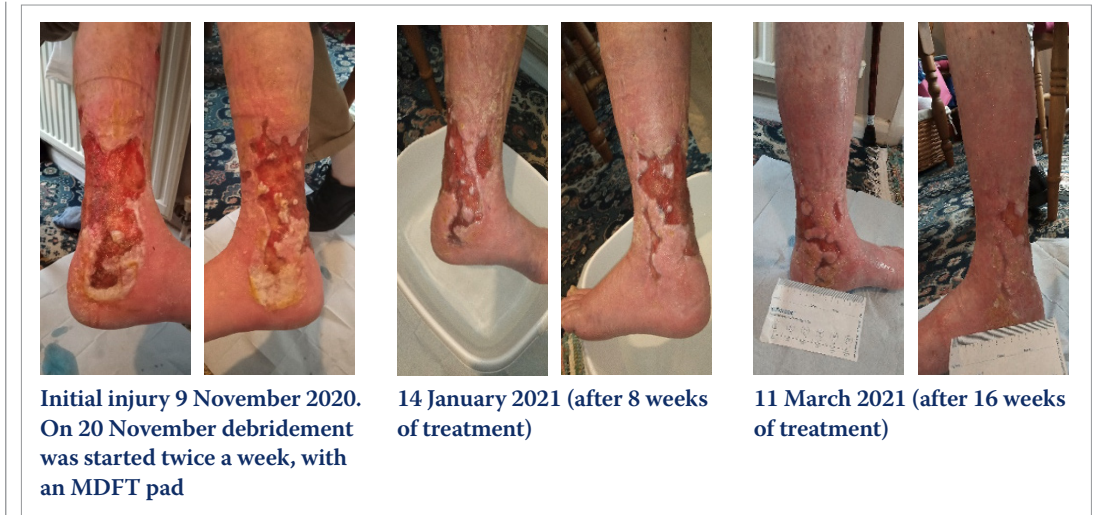 Initial injury 9 November 2020.
On 20 November debridement
was started twice a week, with
an MDFT pad
14 January 2021 (after 8 weeks
of treatment)
11 March 2021 (after 16 weeks
of treatment)